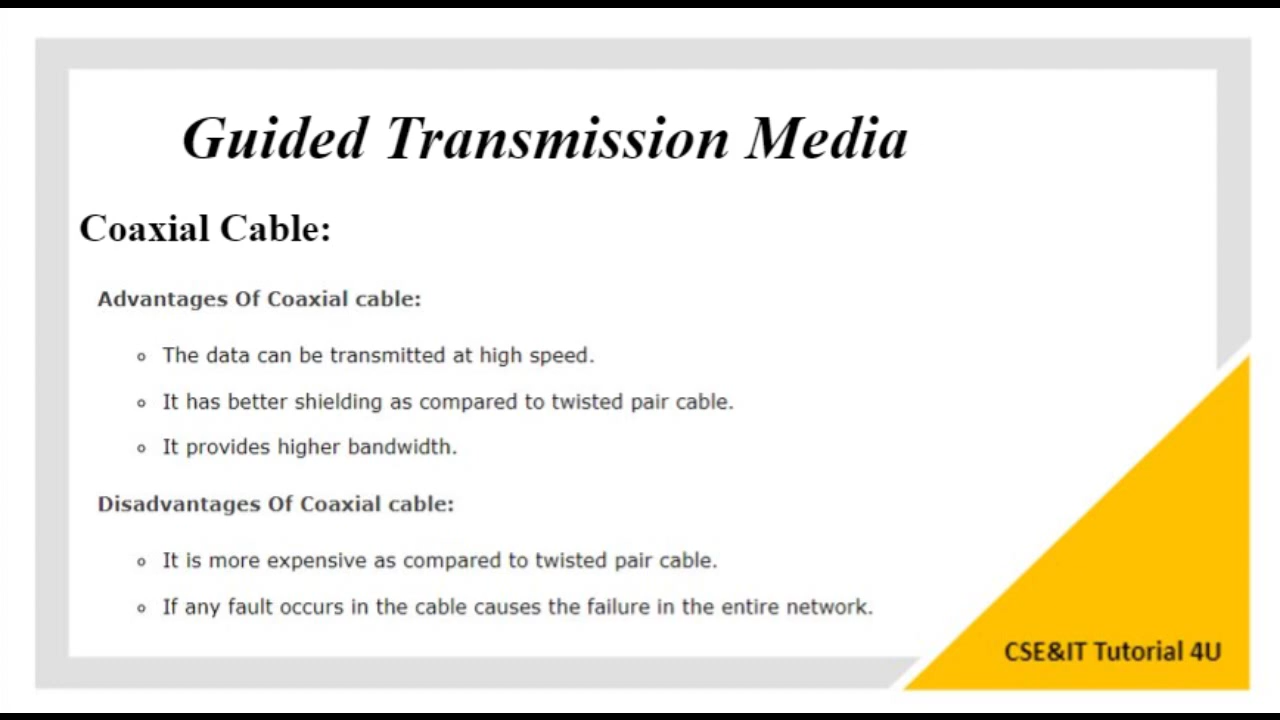 Guided Transmission Media
Coaxial Cable:
Advantages Of Coaxial cable:
The data can be transmitted at high speed.
It has better shielding as compared to twisted pair cable.
It provides higher bandwidth.
Disadvantages Of Coaxial cable:
It is more expensive as compared to twisted pair cable.
If any fault occurs in the cable causes the failure in the entire network.
CSE&IT Tutorial 4U